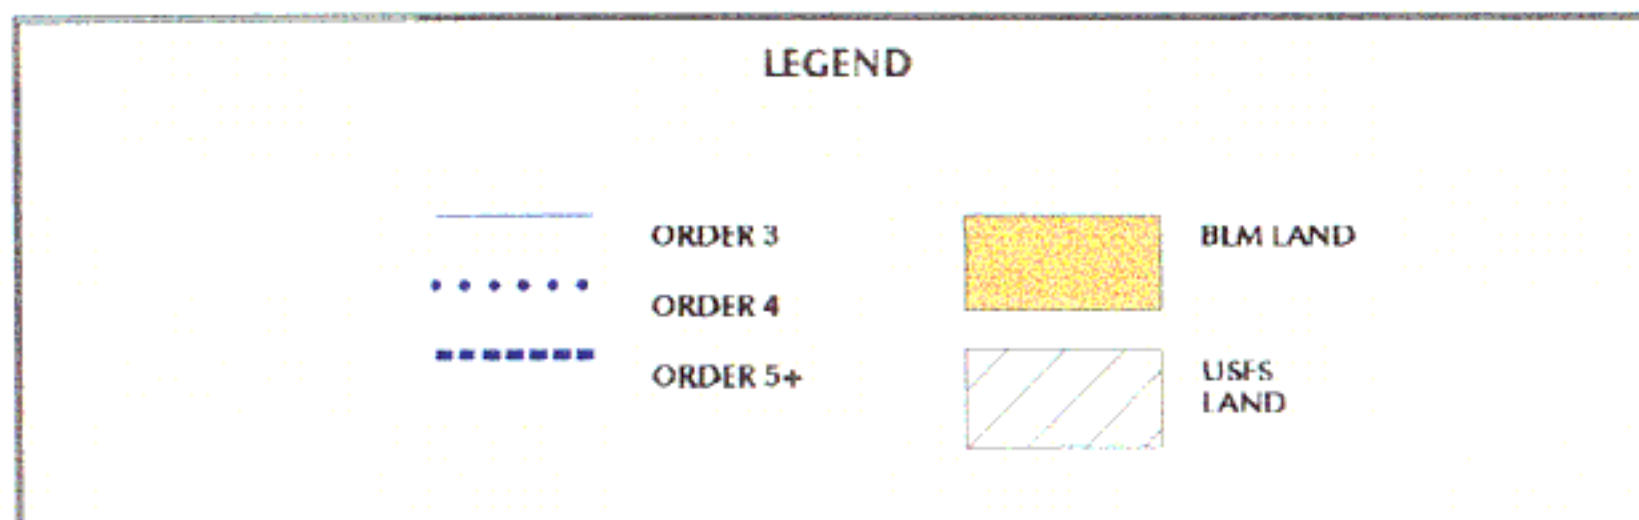 LEGEND
ORDER 3
ORDER 4
ORDER 5+
BLM LAND
USFS
LAND